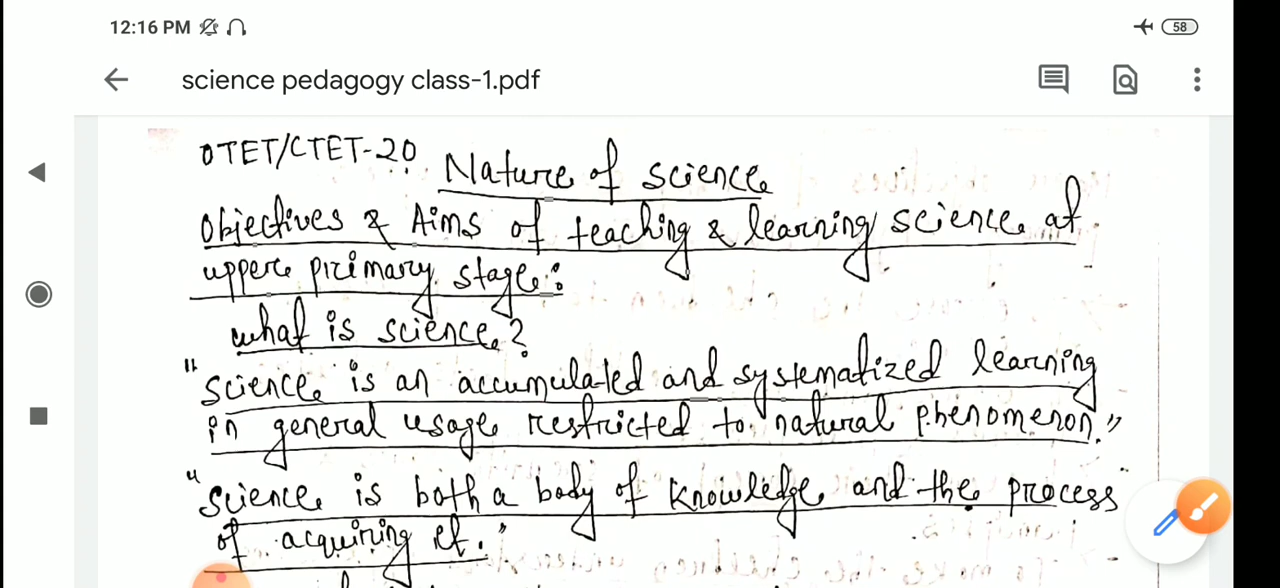 12:16 PM
58
science pedagogy class-1.pdf
OTET/CTET-20
Nature of science
Objectives & Aims of teaching & learning science at
upper primary stage:
what is science?
"science is an accumulated and systematized learning
in general usage restricted to natural phenomenon."
"science is both a body of knowledge and the process
of acquiring it."